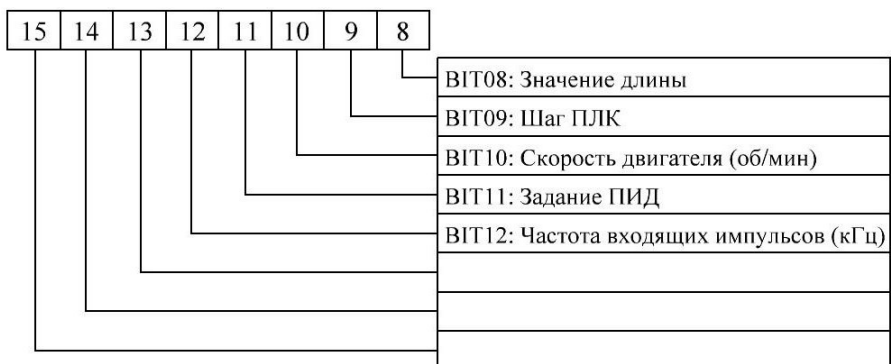 15 14 13 12 11 10 9 8
BIT08: Значение длины
BIT09: Шаг ПЛК
BIT10: Скорость двигателя (об/мин)
BIT11: Задание ПИД
BIT12: Частота входящих импульсов (кГц)